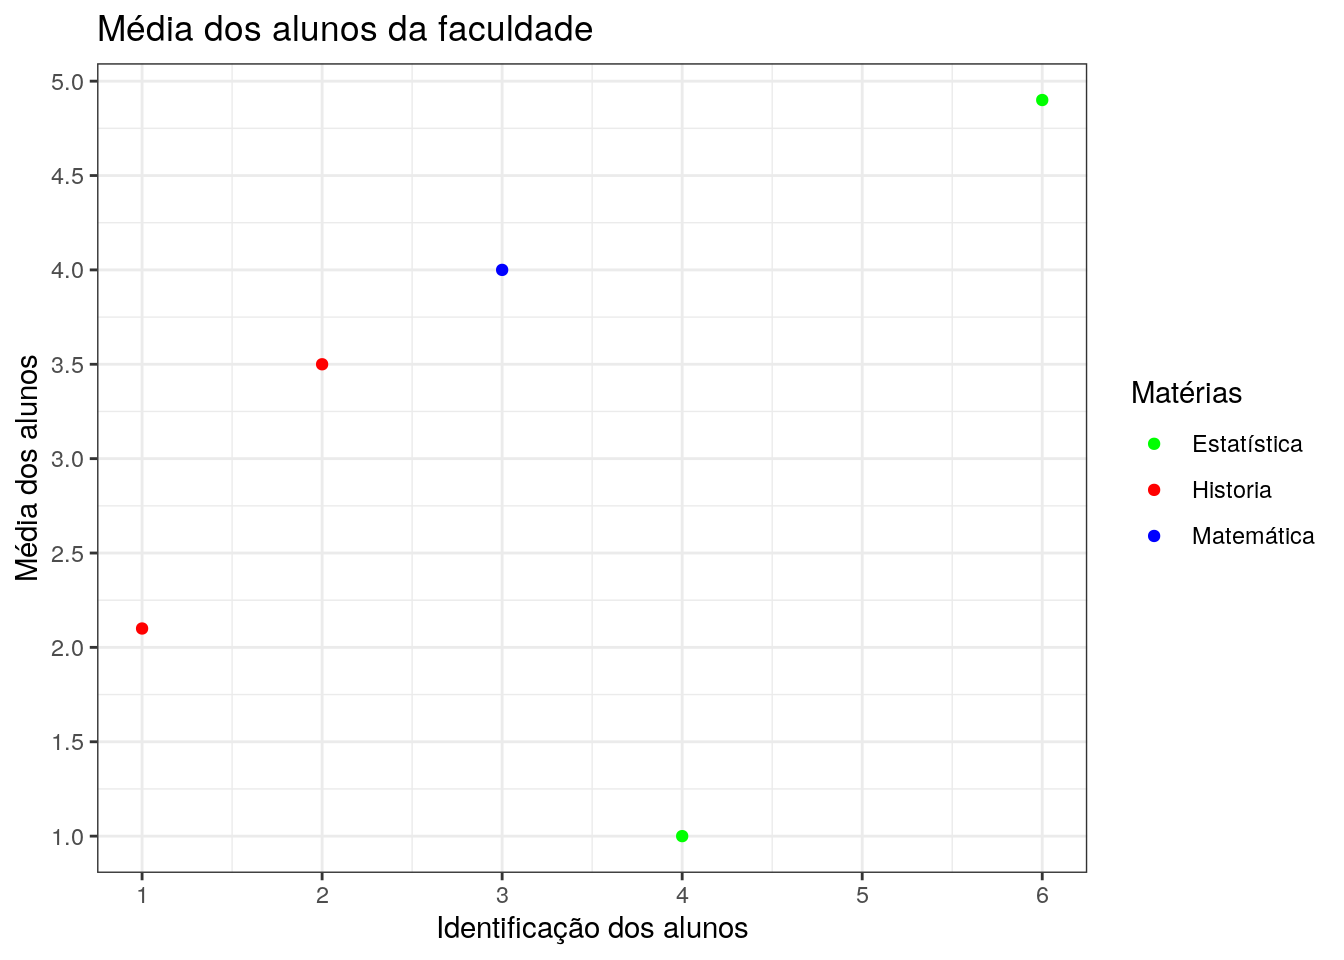 Média dos alunos da faculdade
Média dos alunos
5.0
4.5
4.0
3.5
3.0
2.5
2.0
1.5
1.0
1 2 3 4 5 6
Identificação dos alunos
Matérias
Estatística
Historia
Matemática